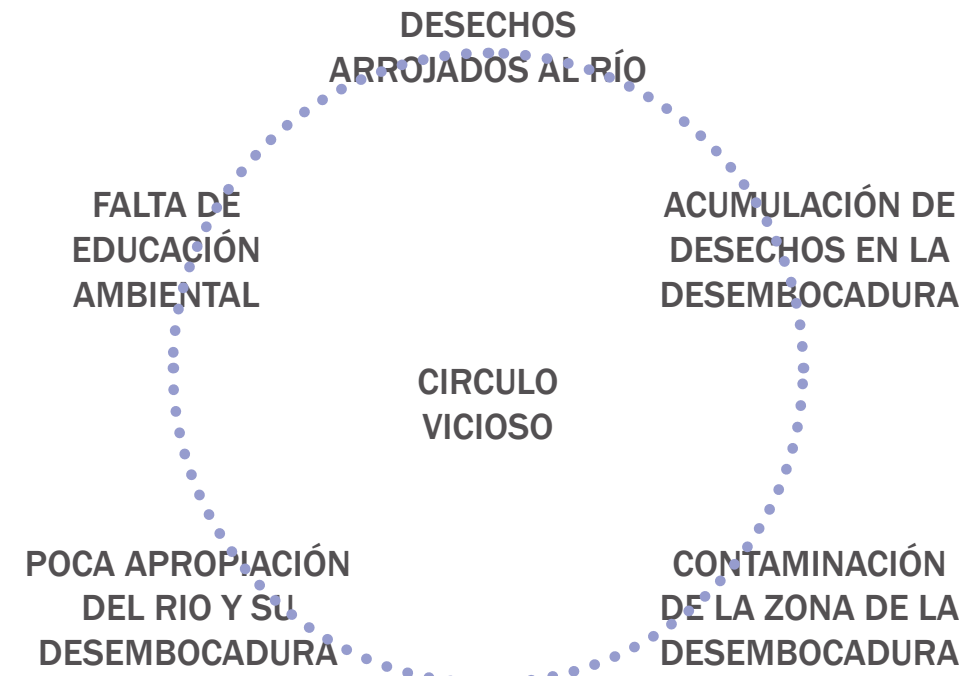 DESECHOS
ARROJADOS AL RÍO
FALTA DE
EDUCACIÓN
AMBIENTAL
ACUMULACIÓN DE
DESECHOS EN LA
DESEMBOCADURA
CIRCULO
VICIOSO
POCA APROPIACIÓN
DEL RIO Y SU
DESEMBOCADURA
CONTAMINACIÓN
DE LA ZONA DE LA
DESEMBOCADURA